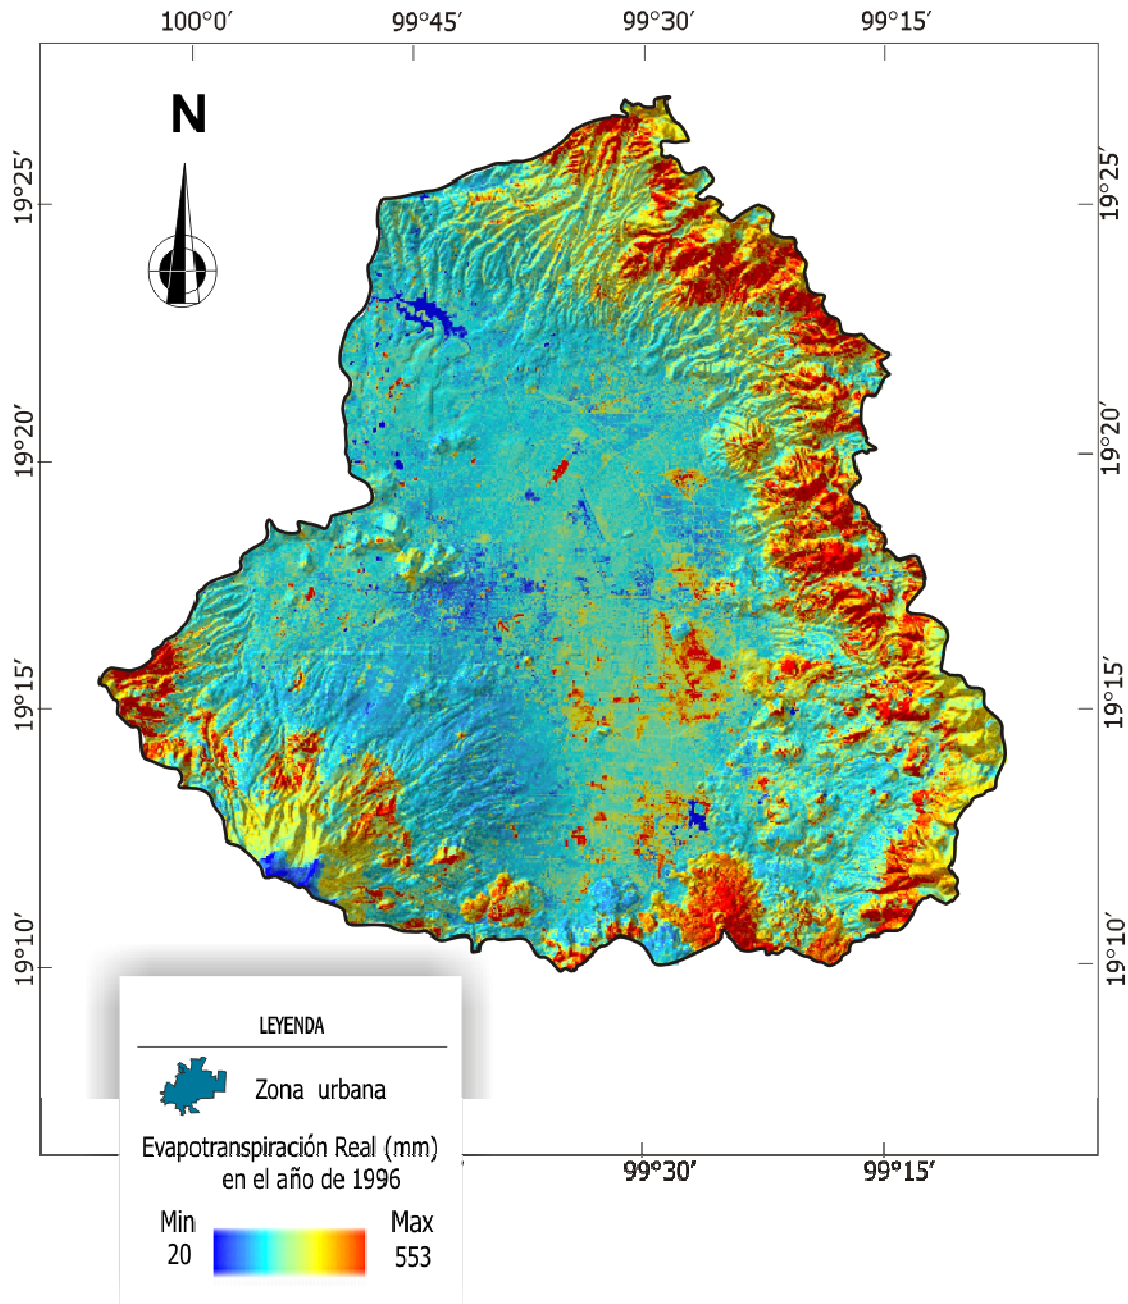 100°0′ 99°45′ 99°30′ 99°15′
N
19°25′ 19°25′
19°20′ 19°20′
19°15′ 19°15′
19°10′ 19°10′
99°30′ 99°15′
LEYENDA
Zona urbana
Evapotranspiración Real (mm)
en el año de 1996
Min Max
20 553